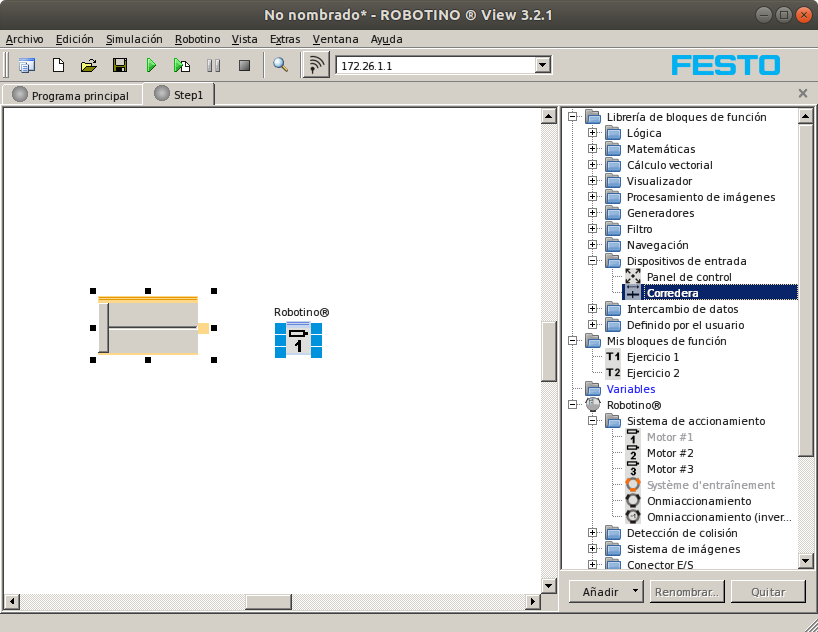 No nombrado* - ROBOTINO ® View 3.2.1
Archivo Edición Simulación Robotino Vista Extras Ventana Ayuda
172.26.1.1
FESTO
Programa principal
Step1
Robotino®
1
Librería de bloques de función
Lógica
Matemáticas
Cálculo vectorial
Visualizador
Procesamiento de imágenes
Generadores
Filtro
Navegación
Dispositivos de entrada
Panel de control
Corredera
Intercambio de datos
Definido por el usuario
Mis bloques de función
T1 Ejercicio 1
T2 Ejercicio 2
Variables
Robotino®
Sistema de accionamiento
1 Motor #1
2 Motor #2
3 Motor #3
Système d'entraînement
Onmiaccionamiento
Omniaccionamiento (inver...
Detección de colisión
Sistema de imágenes
Conector E/S
Añadir
Renombrar...
Quitar